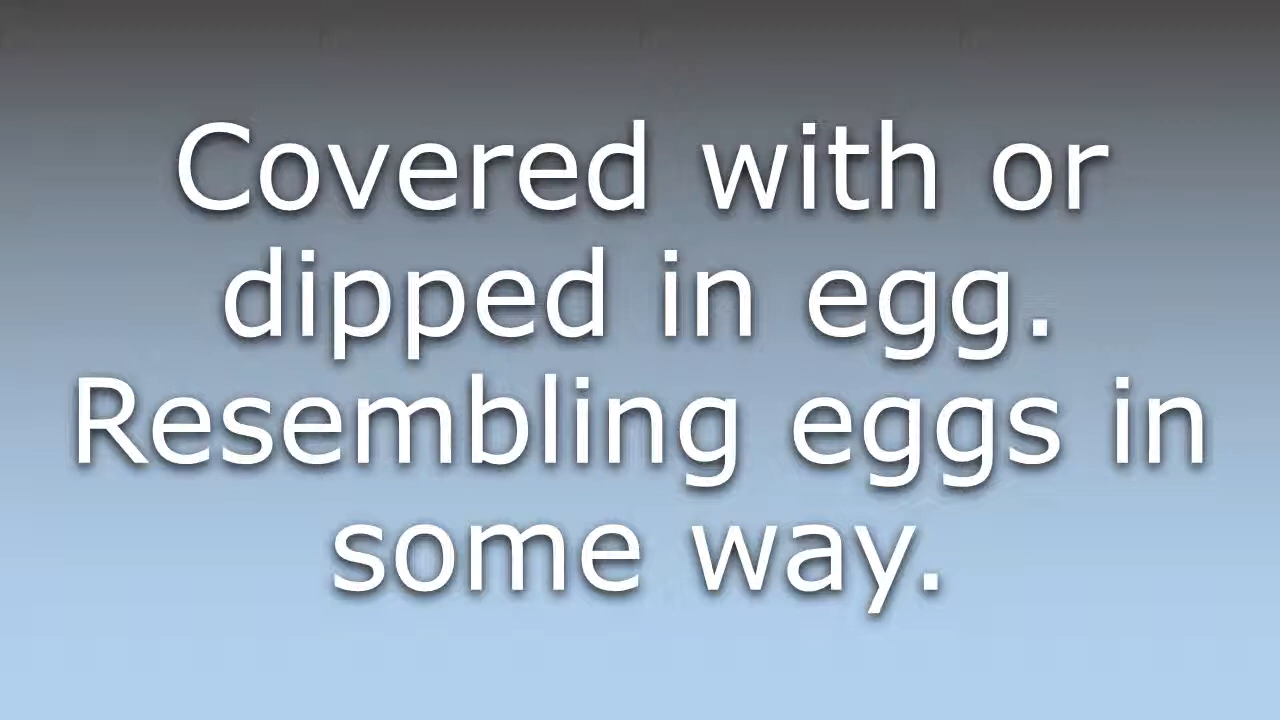 Covered with or
dipped in egg.
Resembling eggs in
some way.